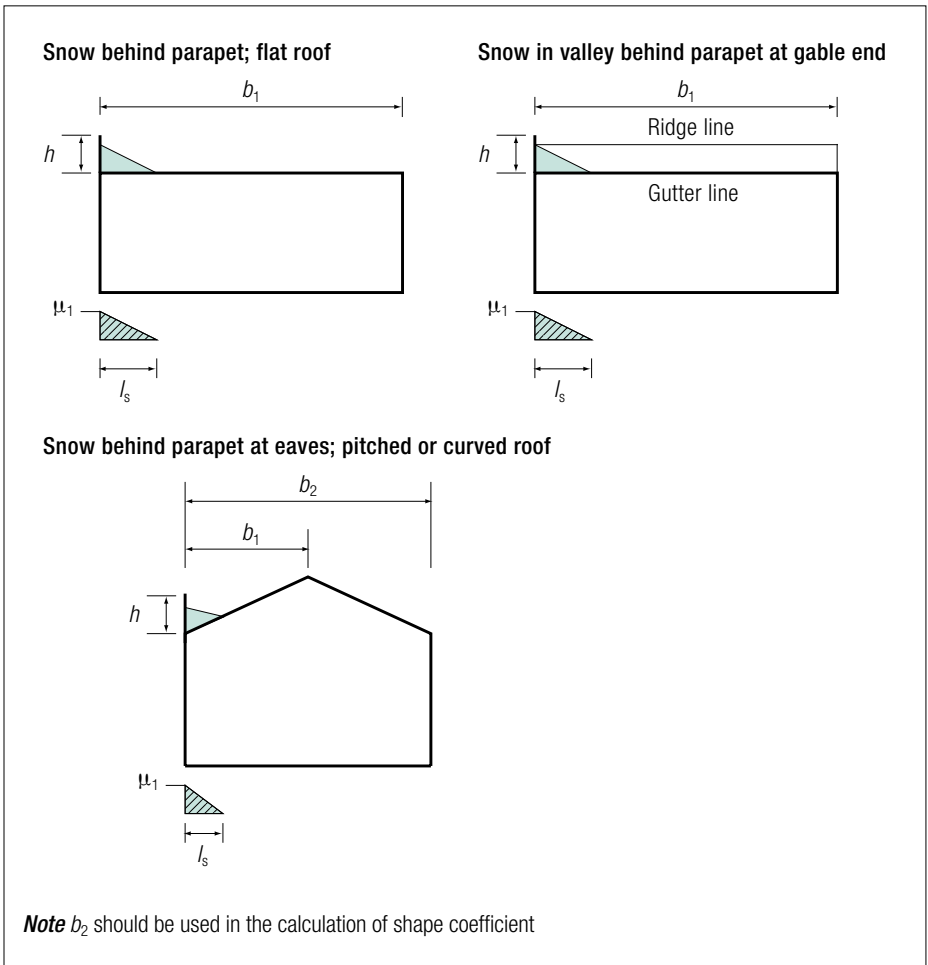 Snow behind parapet; flat roof
b1
h
μ1
ls
Snow in valley behind parapet at gable end
b1
Ridge line
h
Gutter line
μ1
ls
Snow behind parapet at eaves; pitched or curved roof
b2
b1
h
μ1
ls
Note b2 should be used in the calculation of shape coefficient